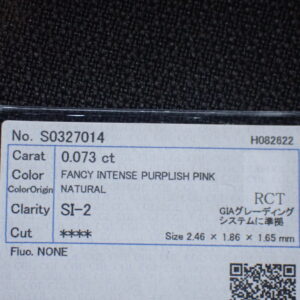 No. S0327014 H082622
Carat 0.073 ct
Color FANCY INTENSE PURPLISH PINK
ColorOrigin NATURAL
Clarity SI-2
RCT
GIAグレーディング
システムに準拠
Cut ****
Size 2.46 × 1.86 × 1.65 mm
Fluo. NONE